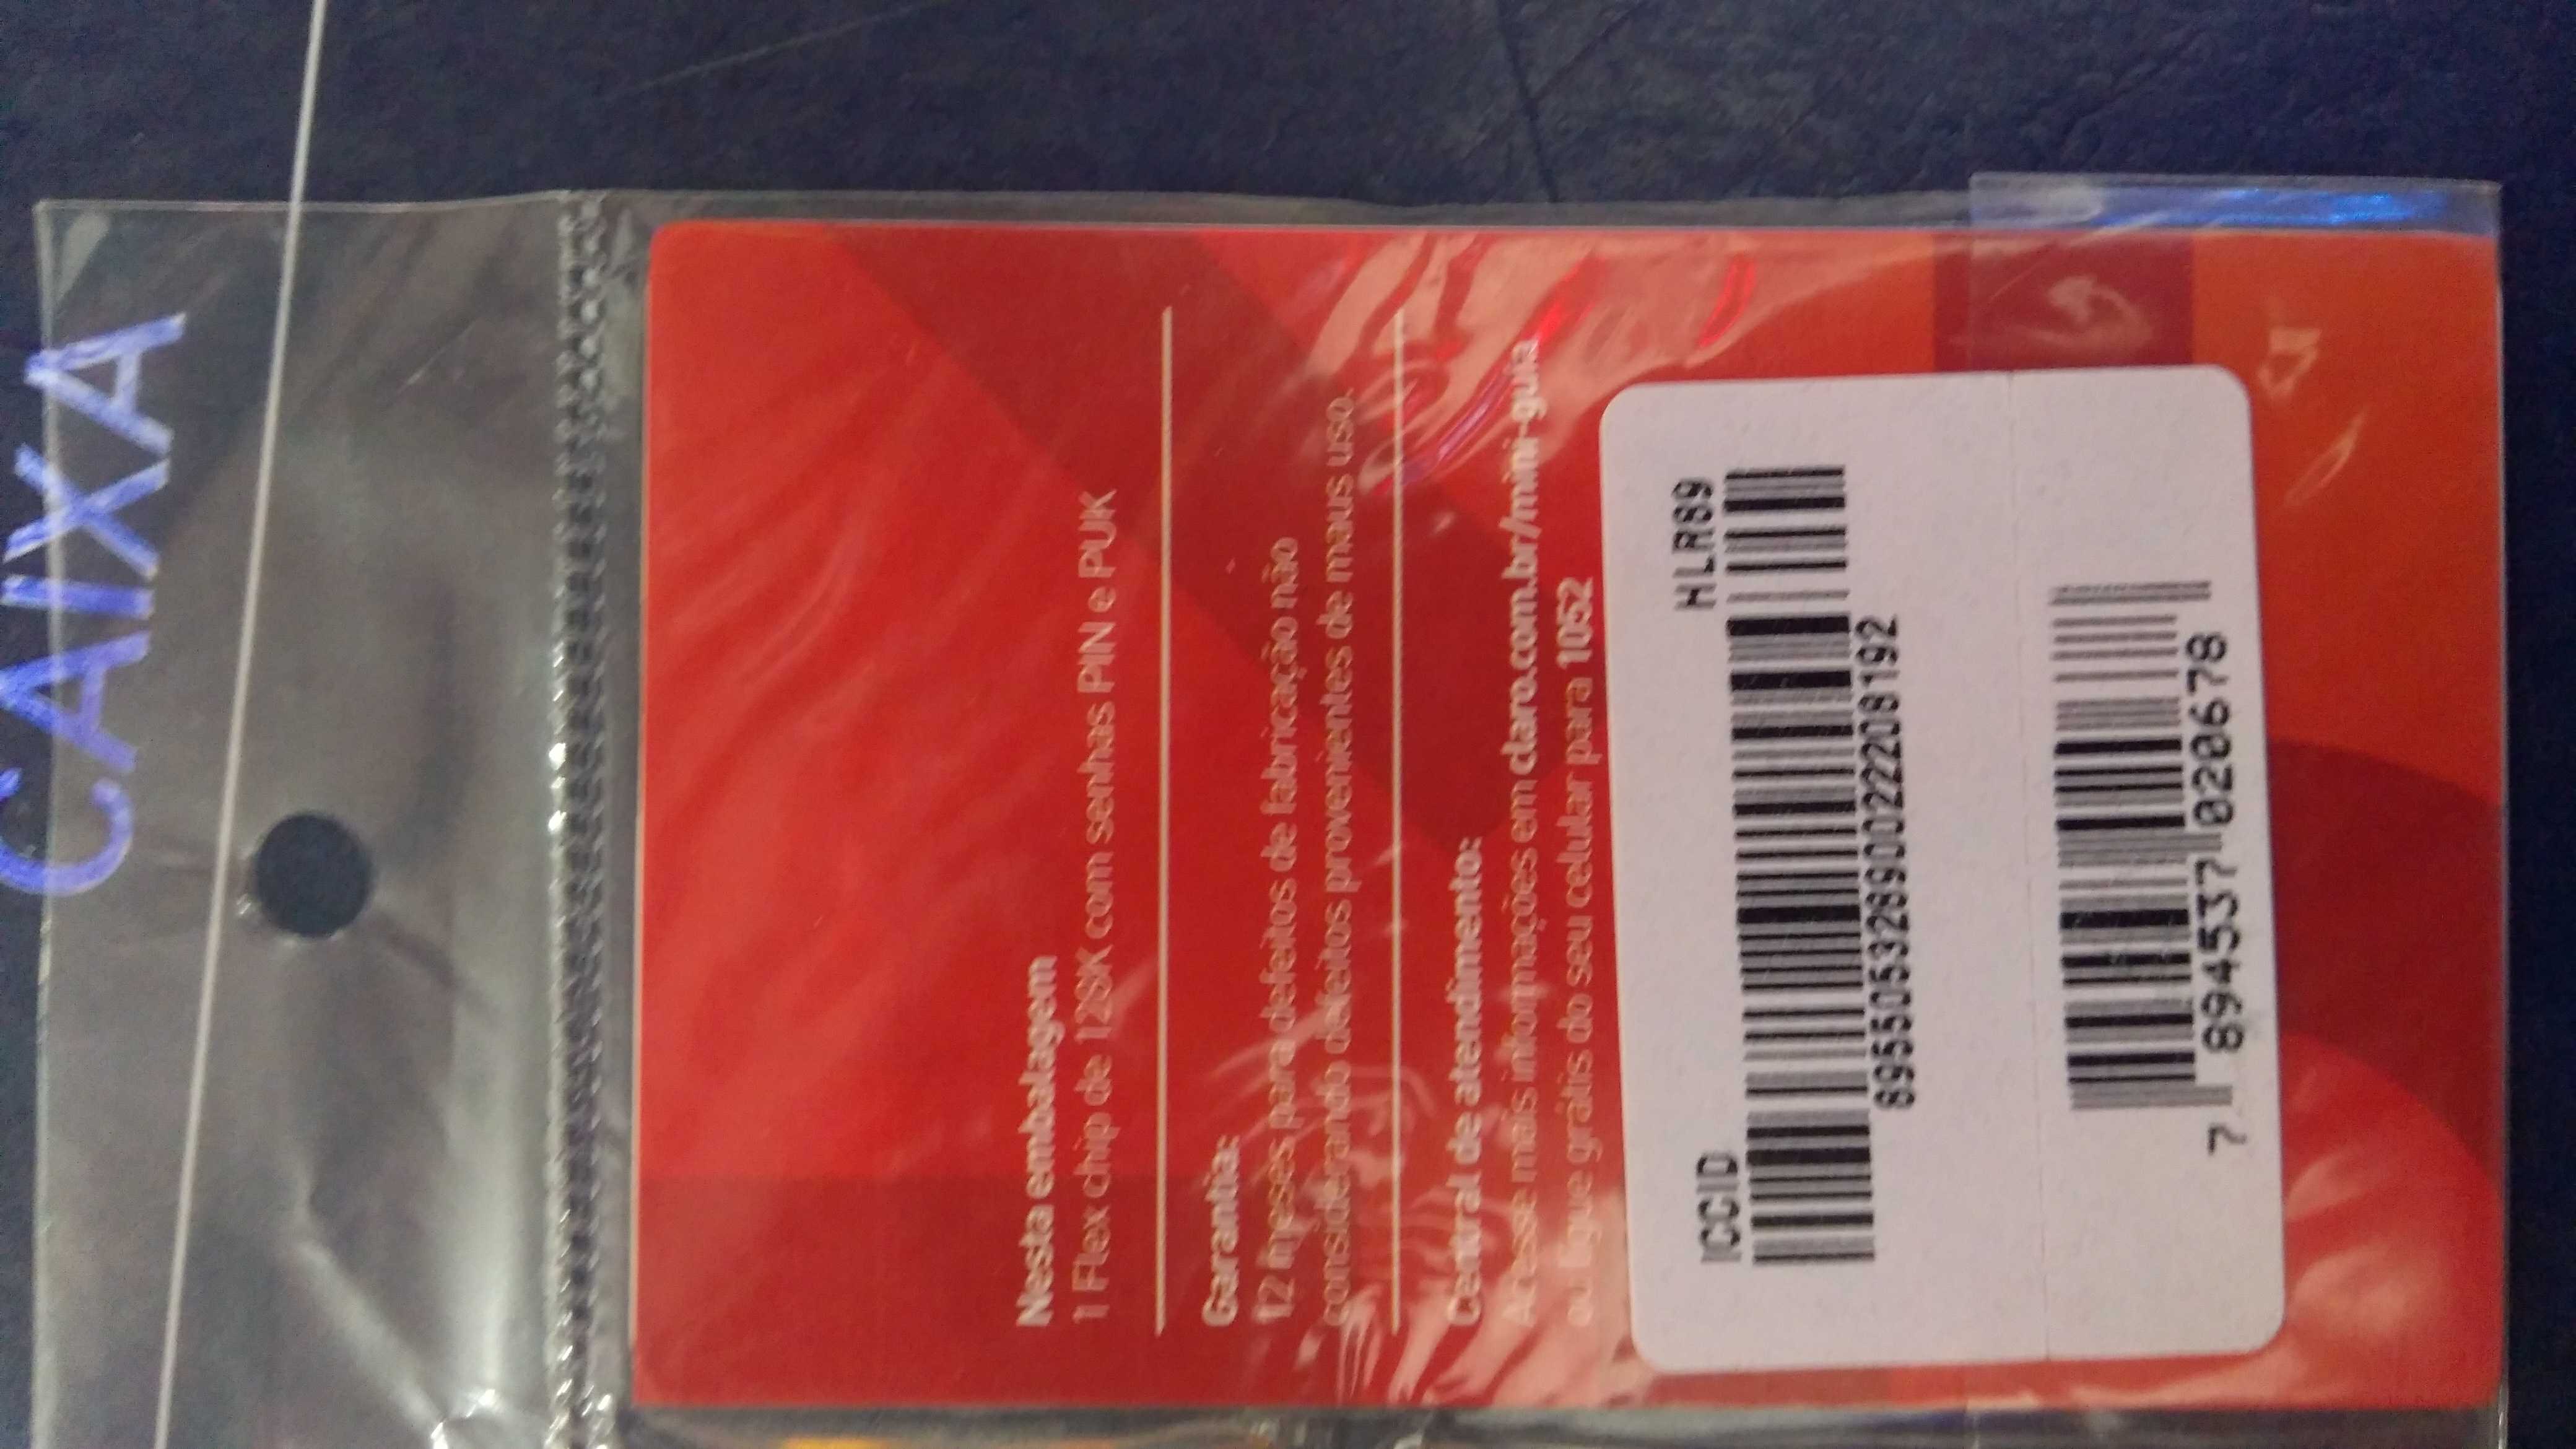 CAIXA
Nesta embalagem
1 Flex chip de 128K com senhas PIN e PUK
Garantia:
12 meses para defeitos de fabricação não
considerando defeitos provenientes de maus uso.
Central de atendimento:
Acesse mais informações em claro.com.br/mini-guia
ou ligue grátis do seu celular para 1052
ICCID HLR89
89550532890022208192
7 894537 020678